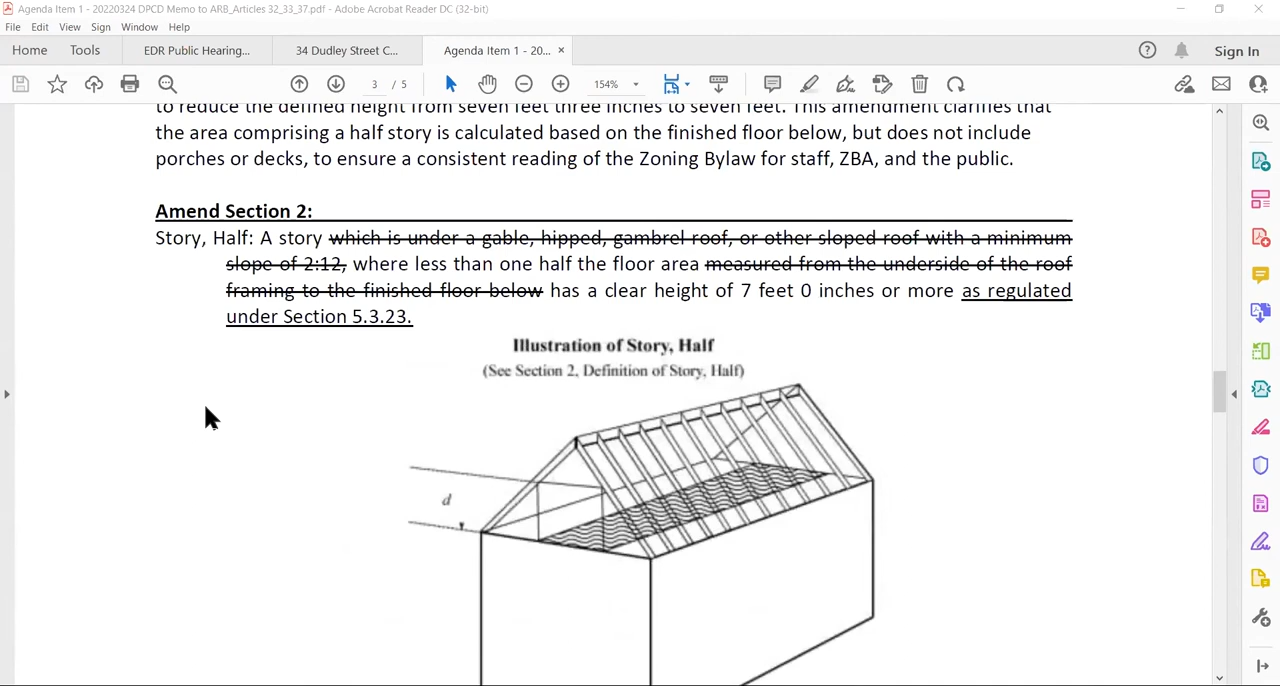 Agenda Item 1 - 20220324 DPCD Memo to ARB_Articles 32_33_37.pdf - Adobe Acrobat Reader DC (32-bit)
File Edit View Sign Window Help
Home Tools EDR Public Hearing... 34 Dudley Street C... Agenda Item 1 - 20... × Sign In
3 / 5 154%
to reduce the defined height from seven feet three inches to seven feet. This amendment clarifies that
the area comprising a half story is calculated based on the finished floor below, but does not include
porches or decks, to ensure a consistent reading of the Zoning Bylaw for staff, ZBA, and the public.
Amend Section 2:
Story, Half: A story which is under a gable, hipped, gambrel roof, or other sloped roof with a minimum
slope of 2:12, where less than one half the floor area measured from the underside of the roof
framing to the finished floor below has a clear height of 7 feet 0 inches or more as regulated
under Section 5.3.23.
Illustration of Story, Half
(See Section 2, Definition of Story, Half)
d